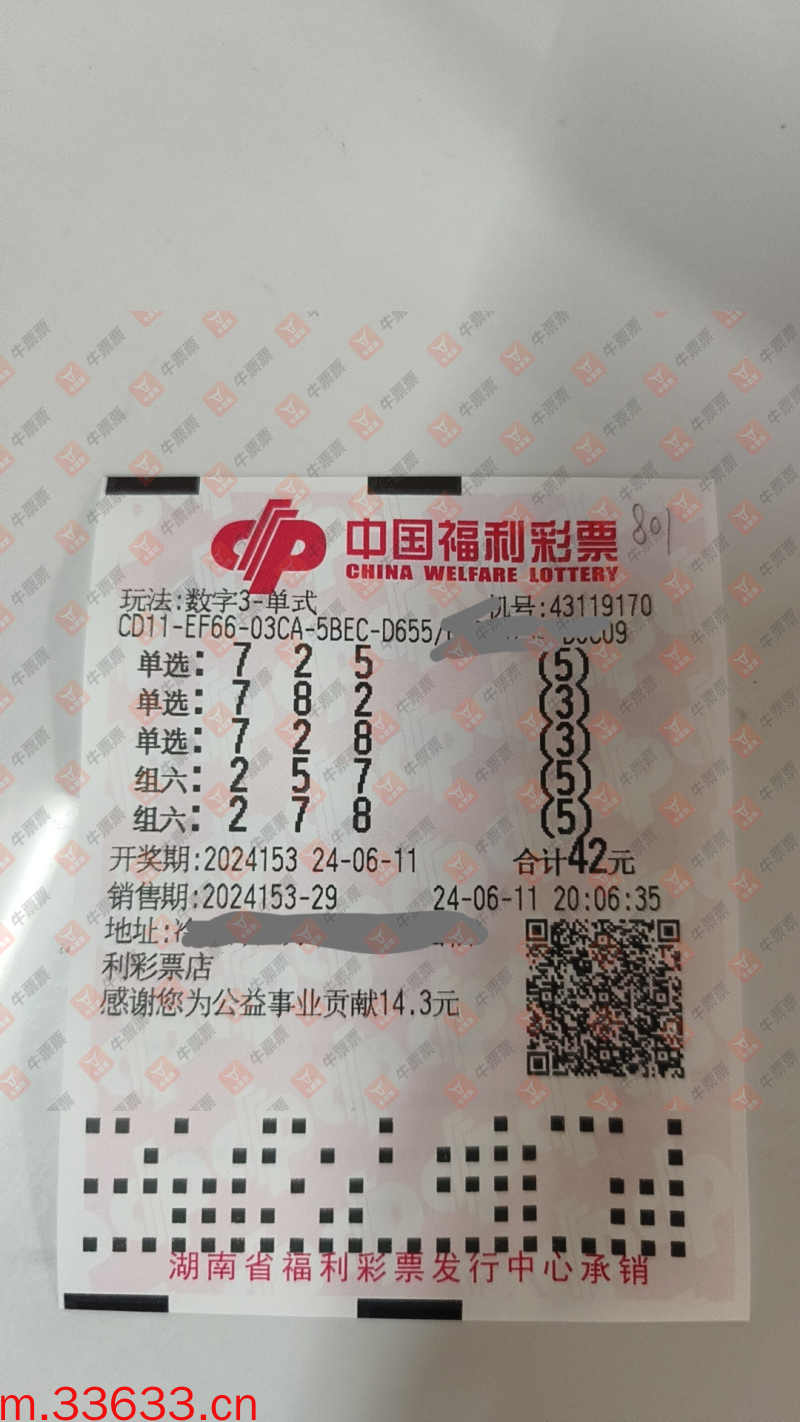 中国福利彩票
CHINA WELFARE LOTTERY
801
玩法:数字3-单式 机号:43119170
CD11-EF66-03CA-5BEC-D655/
单选: 7 2 5 (5)
单选: 7 8 2 (3)
单选: 7 2 8 (3)
组六: 2 5 7 (5)
组六: 2 7 8 (5)
开奖期:2024153 24-06-11 合计42元
销售期:2024153-29 24-06-11 20:06:35
地址:
利彩票店
感谢您为公益事业贡献14.3元
湖南省福利彩票发行中心承销
牛票票
m.33633.cn